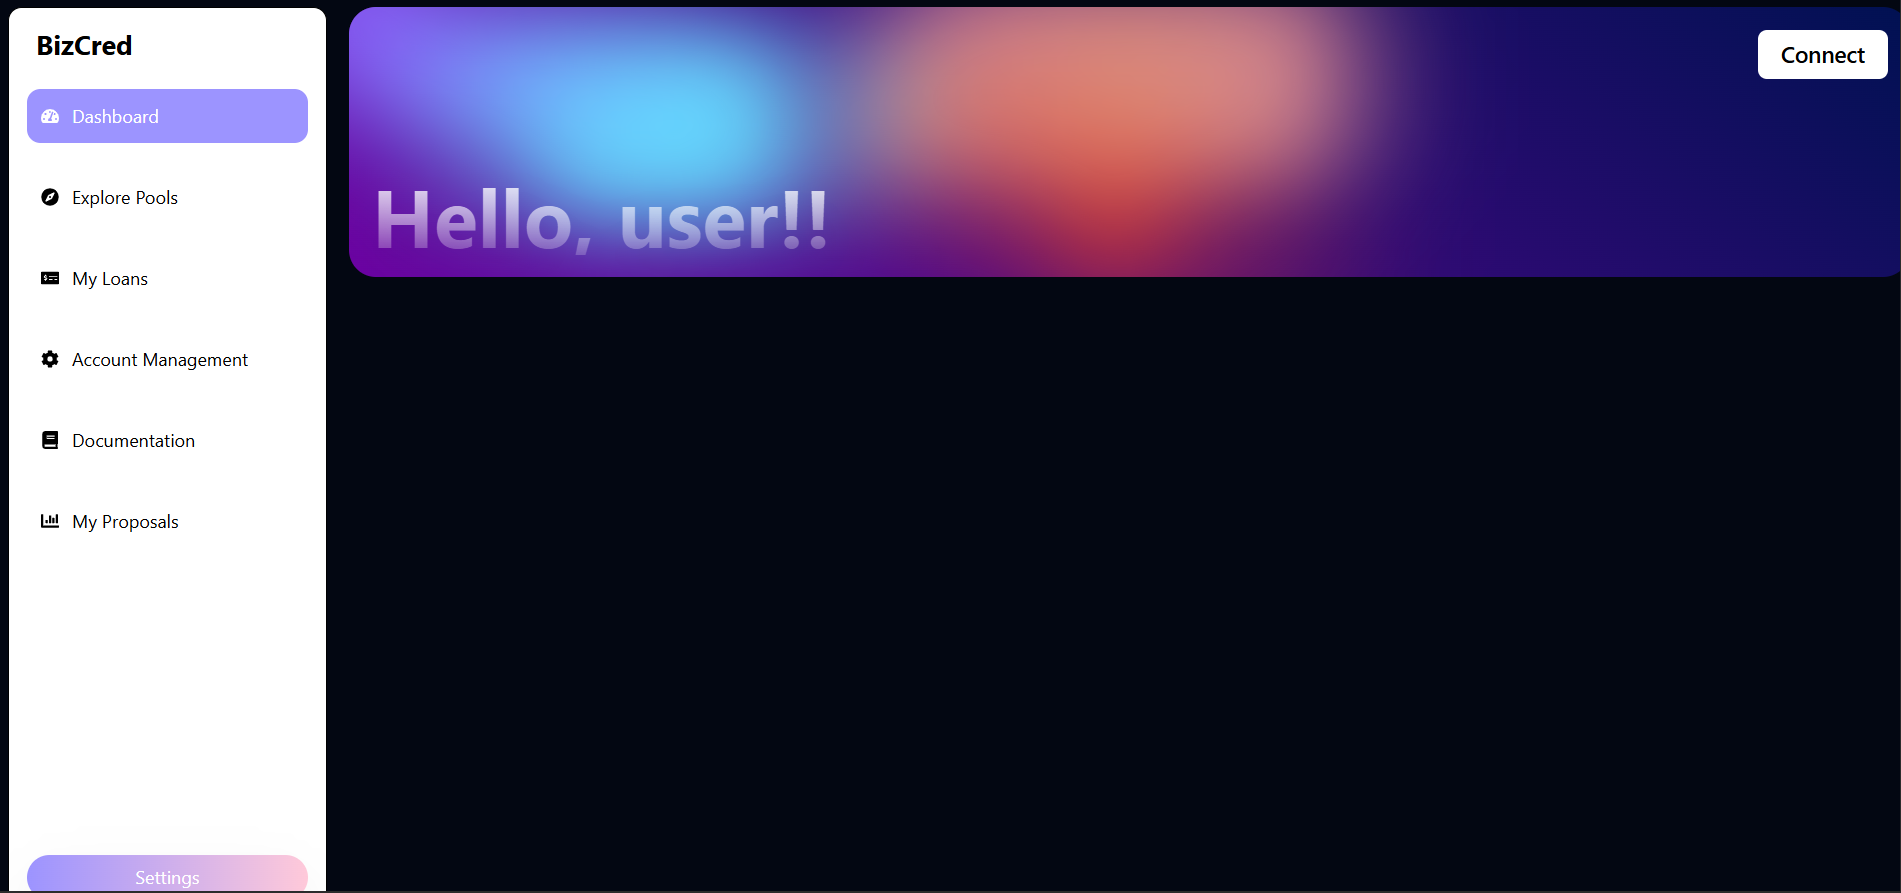 BizCred
Dashboard
Explore Pools
My Loans
Account Management
Documentation
My Proposals
Settings
Connect
Hello, user!!